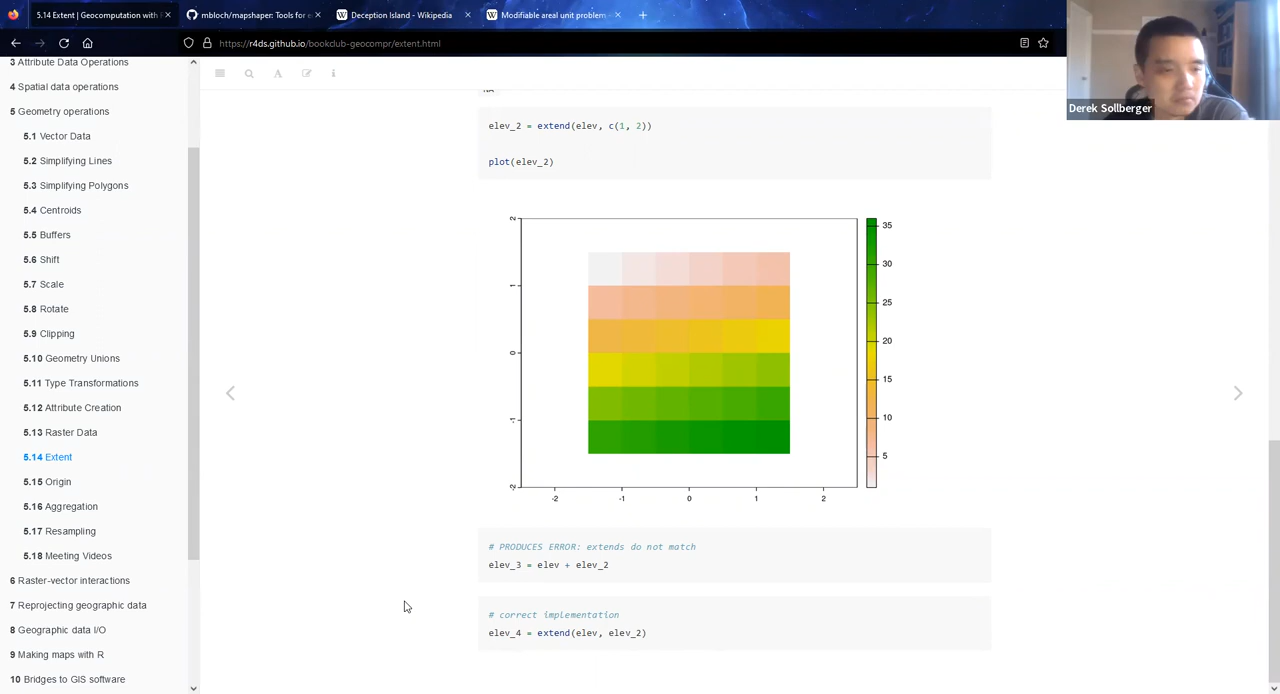 5.14 Extent | Geocomputation with R
mbloch/mapshaper: Tools for e
Deception Island - Wikipedia
Modifiable areal unit problem -
https://r4ds.github.io/bookclub-geocompr/extent.html
Derek Sollberger
3 Attribute Data Operations
4 Spatial data operations
5 Geometry operations
5.1 Vector Data
5.2 Simplifying Lines
5.3 Simplifying Polygons
5.4 Centroids
5.5 Buffers
5.6 Shift
5.7 Scale
5.8 Rotate
5.9 Clipping
5.10 Geometry Unions
5.11 Type Transformations
5.12 Attribute Creation
5.13 Raster Data
5.14 Extent
5.15 Origin
5.16 Aggregation
5.17 Resampling
5.18 Meeting Videos
6 Raster-vector interactions
7 Reprojecting geographic data
8 Geographic data I/O
9 Making maps with R
10 Bridges to GIS software
elev_2 = extend(elev, c(1, 2))
plot(elev_2)
2
1
0
-1
-2
-2 -1 0 1 2
35
30
25
20
15
10
5
# PRODUCES ERROR: extends do not match
elev_3 = elev + elev_2
# correct implementation
elev_4 = extend(elev, elev_2)